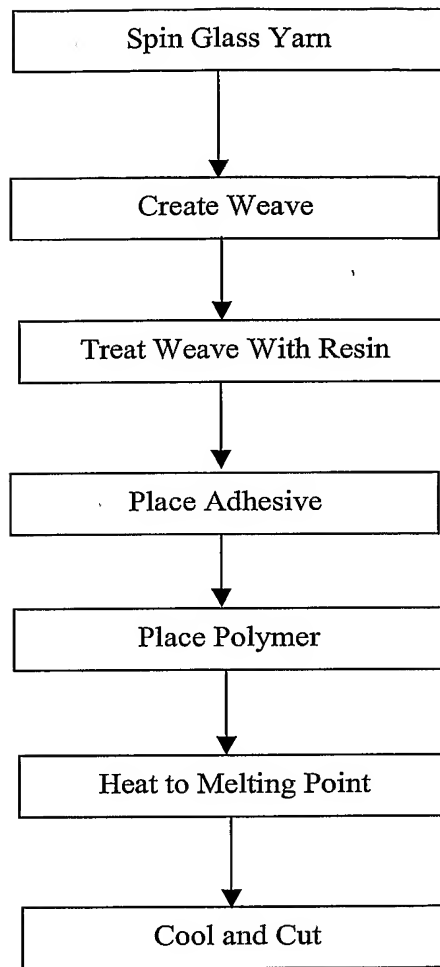 Spin Glass Yarn
Create Weave
Treat Weave With Resin
Place Adhesive
Place Polymer
Heat to Melting Point
Cool and Cut